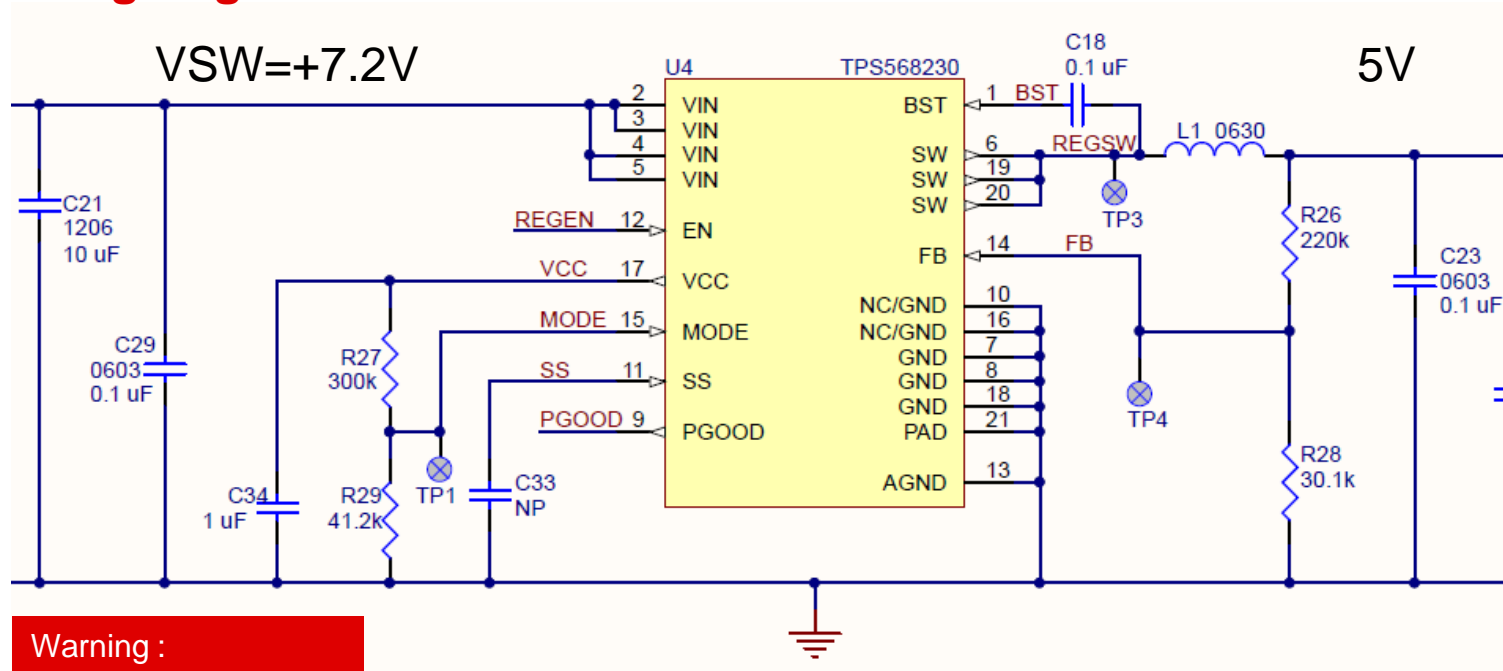 VSW=+7.2V
5V
U4 TPS568230
C18
0.1 uF
2 VIN
3 VIN
4 VIN
5 VIN
BST 1 BST
SW 6 REGSW
SW 19
SW 20
L1 0630
TP3
C21
1206
10 uF
REGEN 12 EN
FB 14 FB
R26
220k
C23
0603
0.1 uF
VCC 17 VCC
NC/GND 10
NC/GND 16
MODE 15 MODE
GND 7
GND 8
GND 18
PAD 21
AGND 13
C29
0603
0.1 uF
R27
300k
SS 11 SS
PGOOD 9 PGOOD
TP4
TP1
C33
NP
R28
30.1k
C34
1 uF
R29
41.2k
Warning :